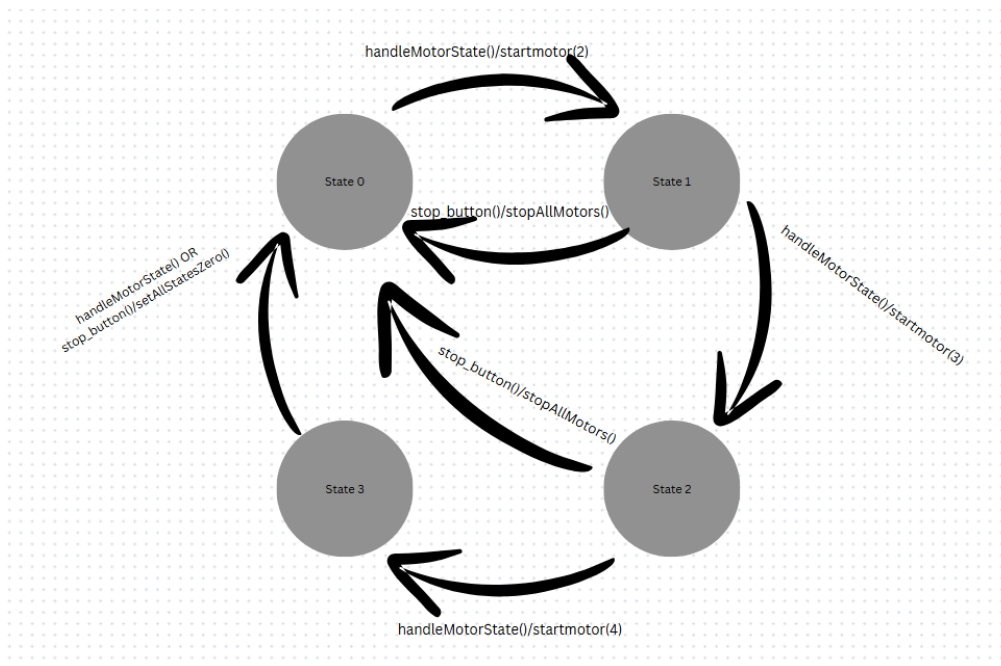 handleMotorState()/startmotor(2)
State 0
State 1
stop_button()/stopAllMotors()
handleMotorState()/startmotor(3)
handleMotorState() OR
stop_button()/setAllStatesZero()
stop_button()/stopAllMotors()
State 3
State 2
handleMotorState()/startmotor(4)